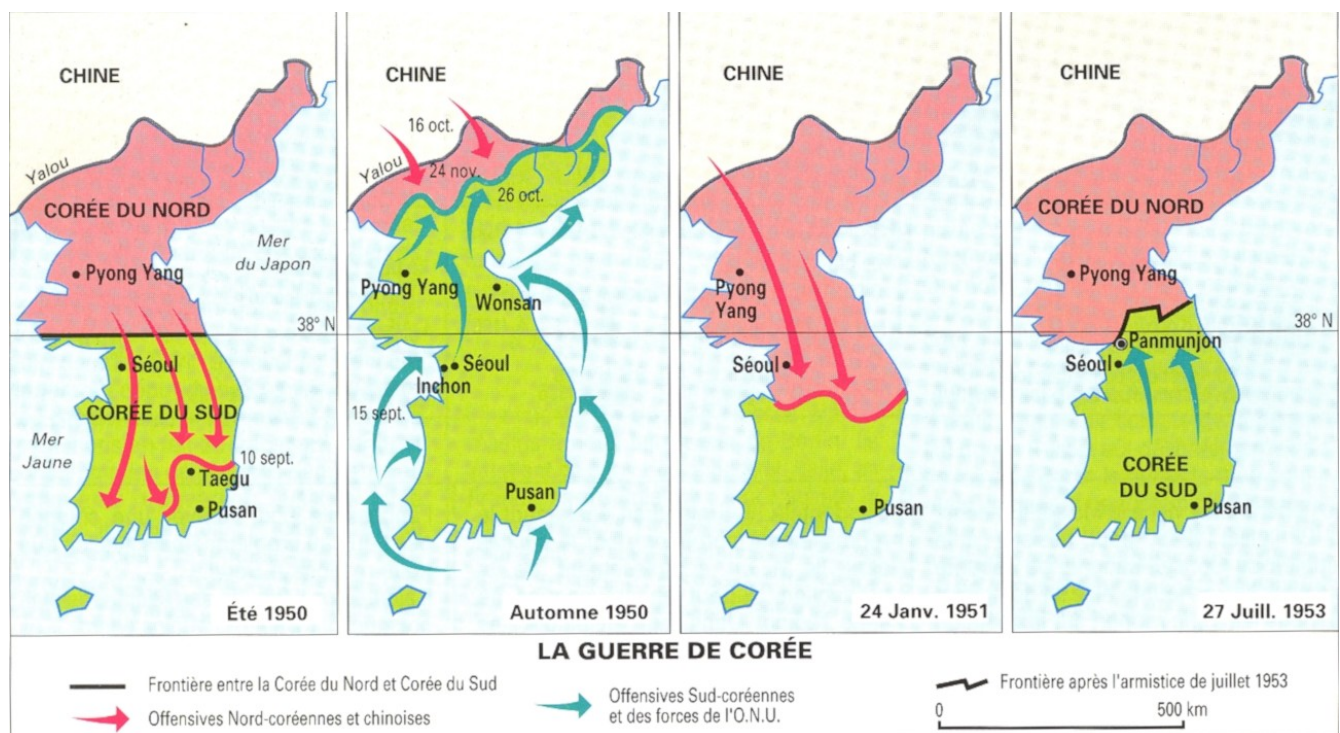 CHINE
Yalou
CORÉE DU NORD
Mer
du Japon
Pyong Yang
38° N
Séoul
CORÉE DU SUD
Mer
Jaune
10 sept.
Taegu
Pusan
Été 1950
CHINE
16 oct.
Yalou
24 nov.
26 oct.
Pyong Yang
Wonsan
Séoul
Inchon
15 sept.
Pusan
Automne 1950
CHINE
Pyong
Yang
Séoul
Pusan
24 Janv. 1951
CHINE
CORÉE DU NORD
Pyong Yang
38° N
Panmunjon
Séoul
CORÉE
DU SUD
Pusan
27 Juill. 1953
LA GUERRE DE CORÉE
Frontière entre la Corée du Nord et Corée du Sud
Offensives Nord-coréennes et chinoises
Offensives Sud-coréennes
et des forces de l'O.N.U.
Frontière après l'armistice de juillet 1953
0 500 km